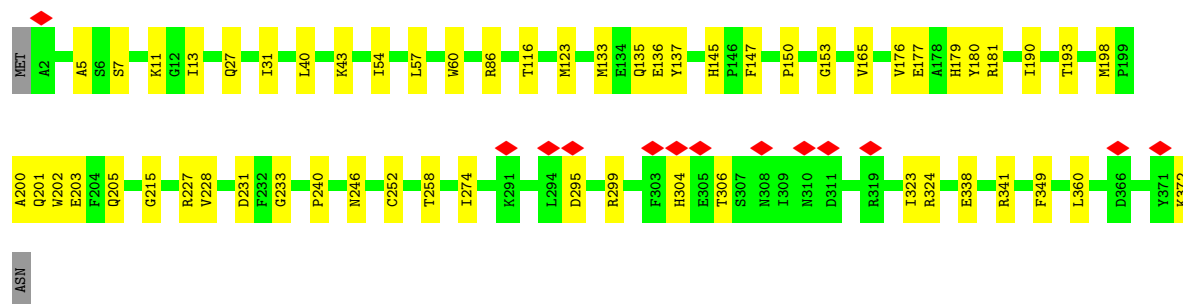 MET A2 A5 S6 S7 K11 G12 I13 Q27 I31 L40 K43 I54 L57 W60 R86 T116 M123 M133 E134 Q135 E136 Y137 H145 P146 F147 P150 G153 V165 V176 E177 A178 H179 Y180 R181 I190 T193 M198 P199
A200 Q201 W202 E203 F204 Q205 G215 R227 V228 D231 F232 G233 P240 N246 C252 T258 I274 K291 L294 D295 R299 F303 H304 E305 T306 S307 N308 I309 N310 D311 R319 I323 R324 E338 R341 F349 L360 D366 Y371 K372
ASN